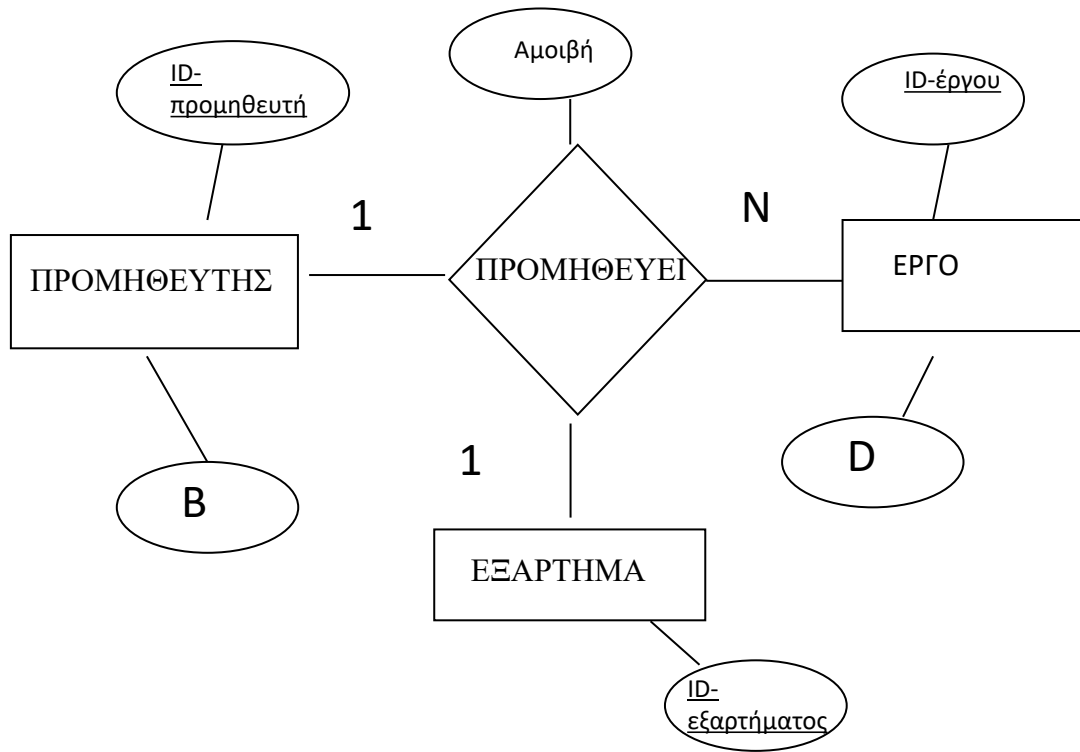 Αμοιβή
ID-
προμηθευτή
ID-έργου
1
N
ΠΡΟΜΗΘΕΥΤΗΣ
ΠΡΟΜΗΘΕΥΕΙ
ΕΡΓΟ
1
B
D
ΕΞΑΡΤΗΜΑ
ID-
εξαρτήματος